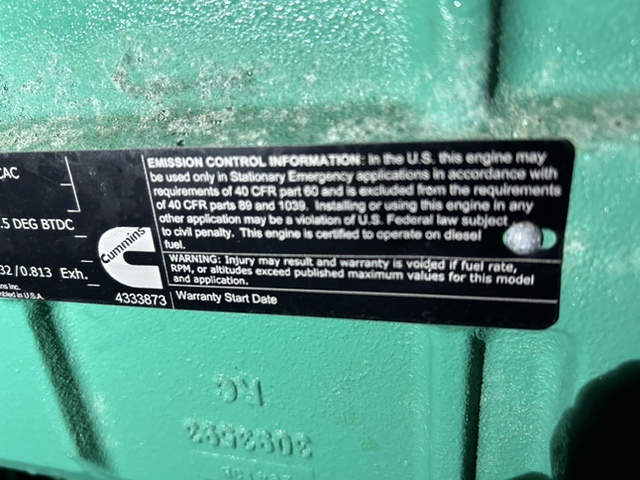 CAC
EMISSION CONTROL INFORMATION: In the U.S. this engine may
be used only in Stationary Emergency applications in accordance with
requirements of 40 CFR part 60 and is excluded from the requirements
of 40 CFR parts 89 and 1039. Installing or using this engine in any
other application may be a violation of U.S. Federal law subject
to civil penalty. This engine is certified to operate on diesel
fuel.
.5 DEG BTDC
Cummins
32/0.813 Exh.
WARNING: Injury may result and warranty is voided if fuel rate,
RPM, or altitudes exceed published maximum values for this model
and application.
ns Inc.
mbled in U.S.A.
4333873
Warranty Start Date
RC